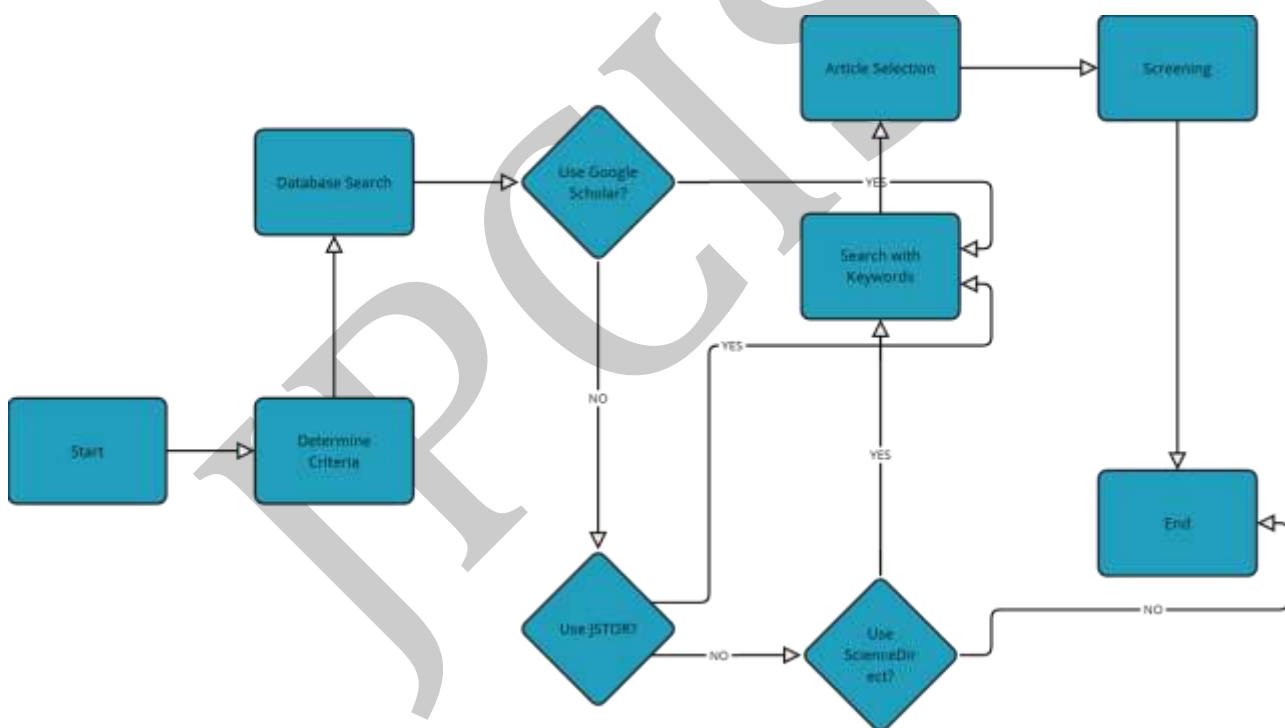 Article Selection
Screening
Database Search
Use Google
Scholar?
YES
Search with
Keywords
YES
NO
Start
Determine
Criteria
YES
End
Use JSTOR?
NO
Use
ScienceDir
ect?
NO
JPCIS